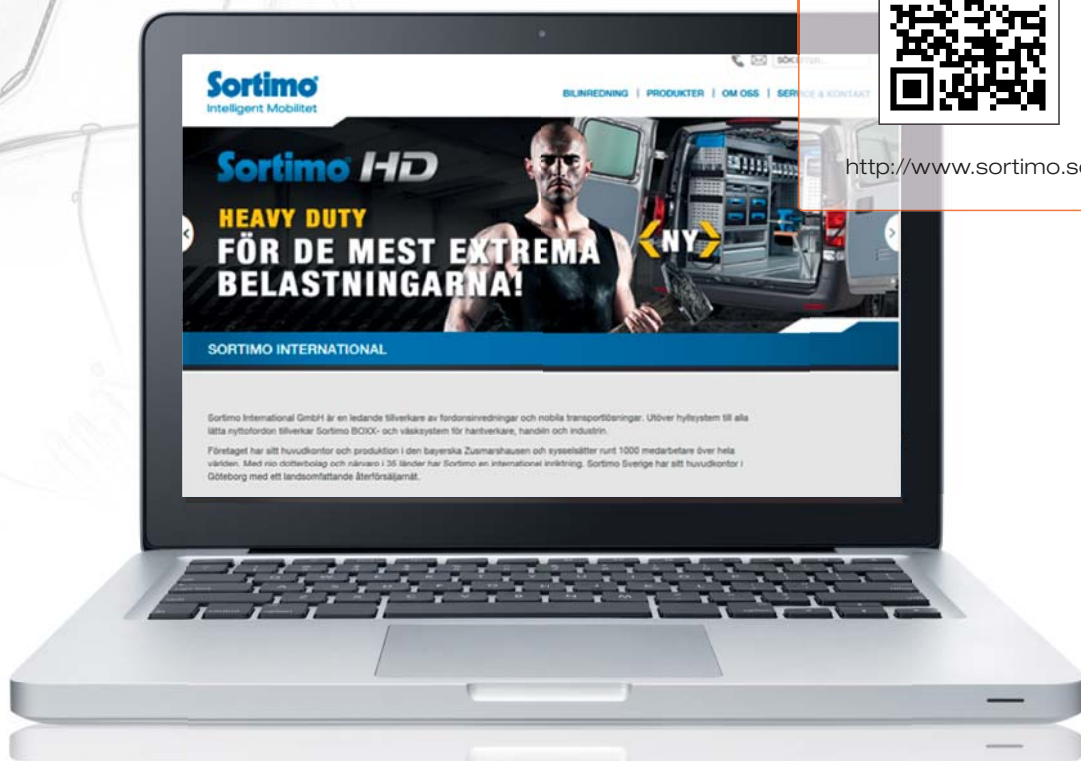 Sortimo
Intelligent Mobilitet
SÖK EFTER...
BILINREDNING | PRODUKTER | OM OSS | SERVICE & KONTAKT
http://www.sortimo.se
Sortimo HD
HEAVY DUTY
FÖR DE MEST EXTREMA
BELASTNINGARNA!
NY
SORTIMO INTERNATIONAL
Sortimo International GmbH är en ledande tillverkare av fordonsinredningar och nobila transportlösningar. Utöver hyllsystem till alla
lätta nyttofordon tillverkar Sortimo BOXX- och väsksystem för hantverkare, handeln och industrin.
Företaget har sitt huvudkontor och produktion i den bayerska Zusmarshausen och sysselsätter runt 1000 medarbetare över hela
världen. Med nio dotterbolag och närvaro i 35 länder har Sortimo en international inriktning. Sortimo Sverige har sitt huvudkontor i
Göteborg med ett landsomfattande återförsäljarnät.